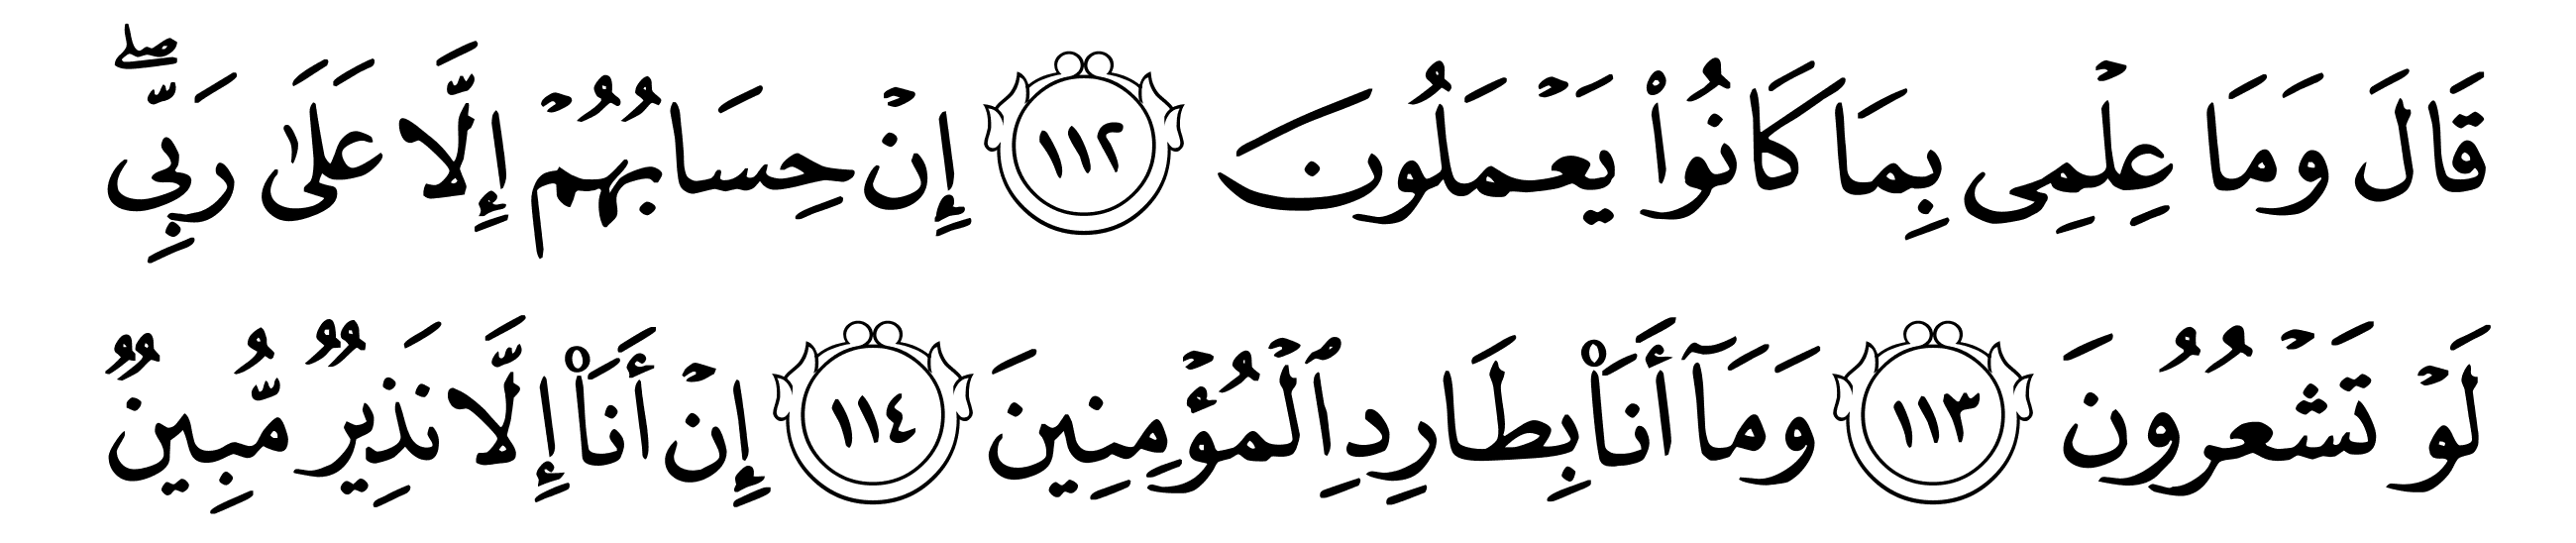 قَالَ وَمَا عِلْمِى بِمَا كَانُوا۟ يَعْمَلُونَ ١١٢ إِنْ حِسَابُهُمْ إِلَّا عَلَىٰ رَبِّى ۖ
لَوْ تَشْعُرُونَ ١١٣ وَمَآ أَنَا۠ بِطَارِدِ ٱلْمُؤْمِنِينَ ١١٤ إِنْ أَنَا۠ إِلَّا نَذِيرٌ مُّبِينٌ